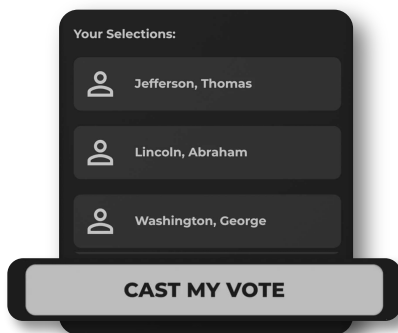 Your Selections:
Jefferson, Thomas
Lincoln, Abraham
Washington, George
CAST MY VOTE